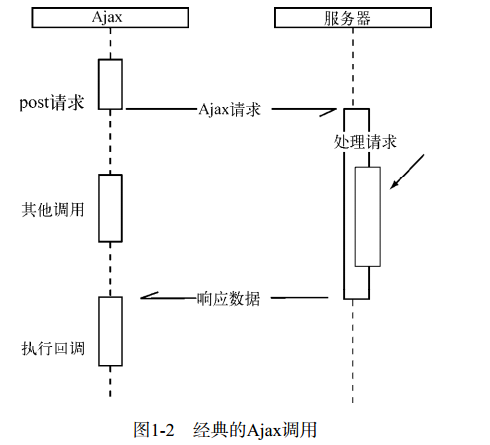 Ajax
服务器
post请求
Ajax请求
处理请求
其他调用
响应数据
执行回调
图1-2 经典的Ajax调用